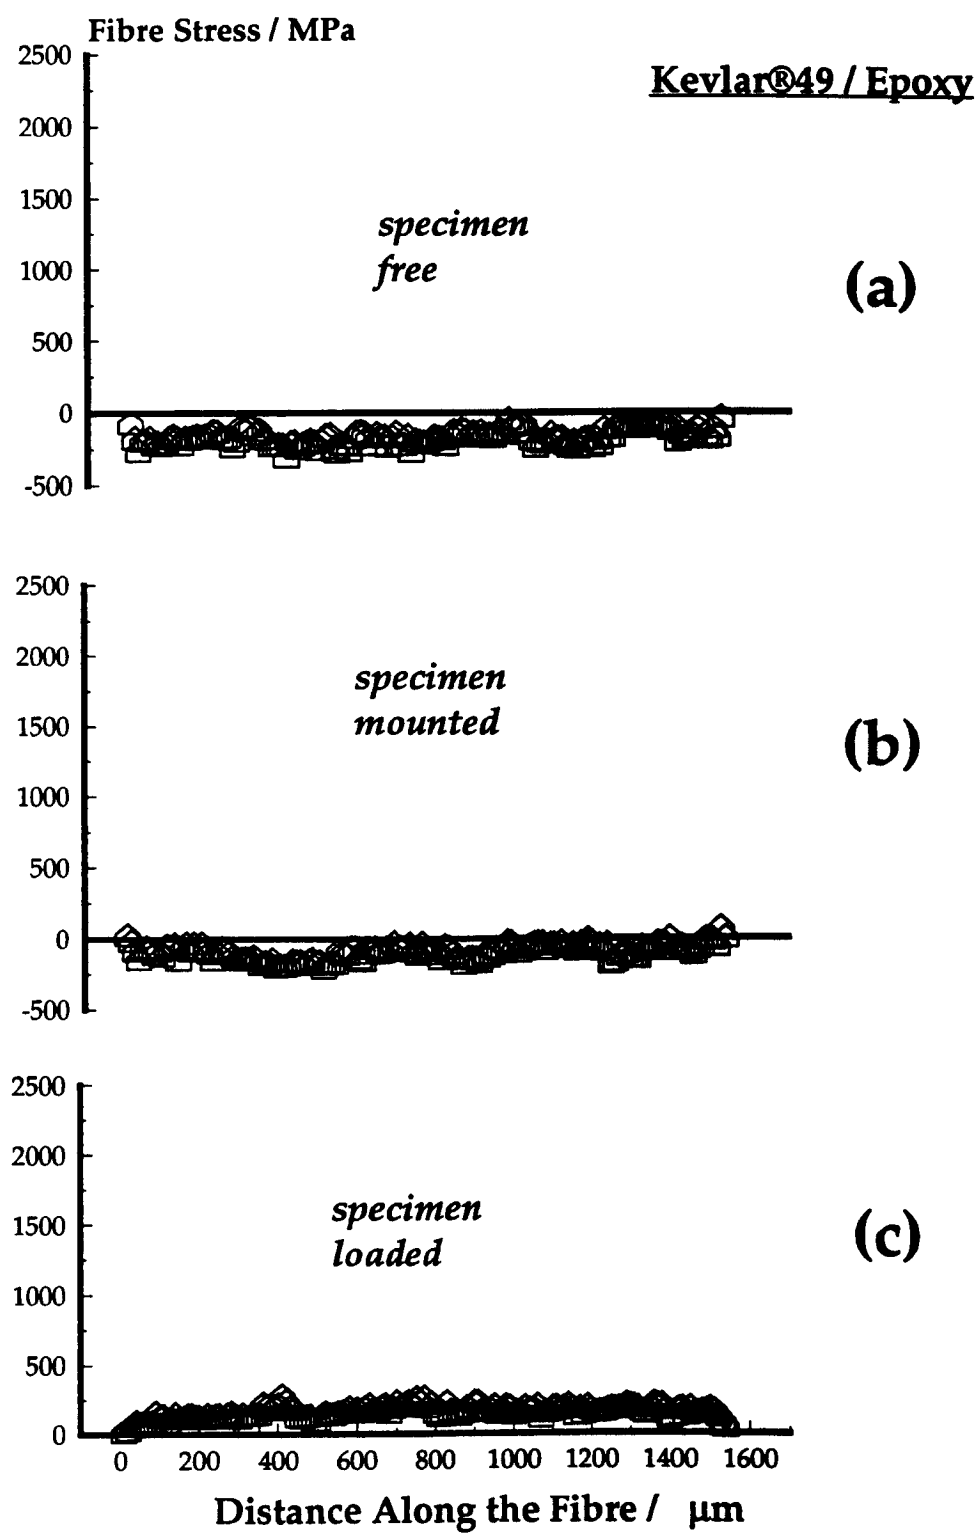 Fibre Stress / MPa
Kevlar®49 / Epoxy
2500
2000
1500
1000
500
0
-500
specimen
free
(a)
2500
2000
1500
1000
500
0
-500
specimen
mounted
(b)
2500
2000
1500
1000
500
0
specimen
loaded
(c)
0 200 400 600 800 1000 1200 1400 1600
Distance Along the Fibre / μm